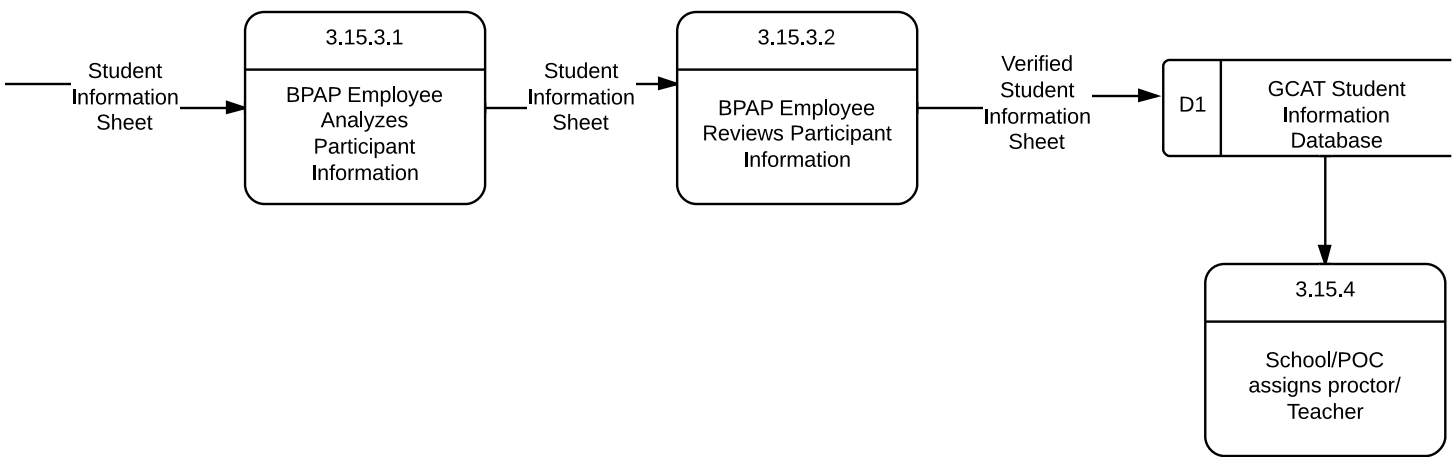 Student
Information
Sheet
3.15.3.1
BPAP Employee
Analyzes
Participant
Information
Student
Information
Sheet
3.15.3.2
BPAP Employee
Reviews Participant
Information
Verified
Student
Information
Sheet
D1
GCAT Student
Information
Database
3.15.4
School/POC
assigns proctor/
Teacher